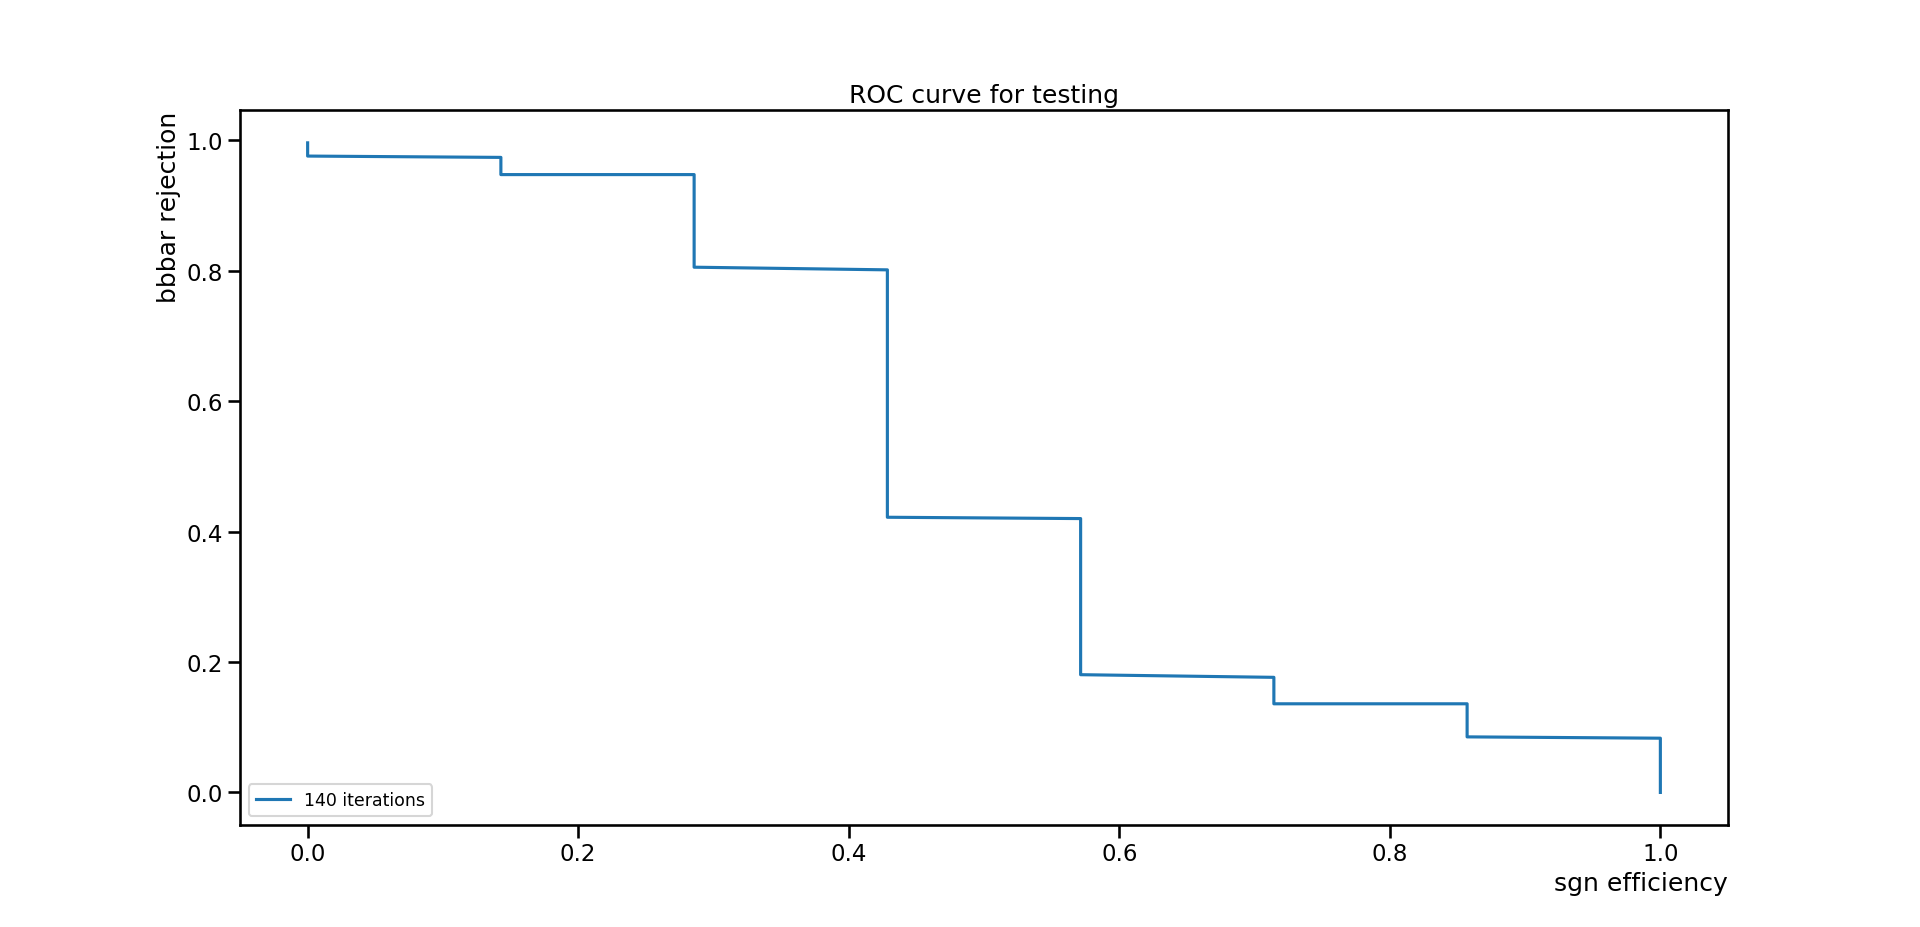 ROC curve for testing
bbbar rejection
1.0
0.8
0.6
0.4
0.2
0.0
140 iterations
0.0 0.2 0.4 0.6 0.8 1.0
sgn efficiency